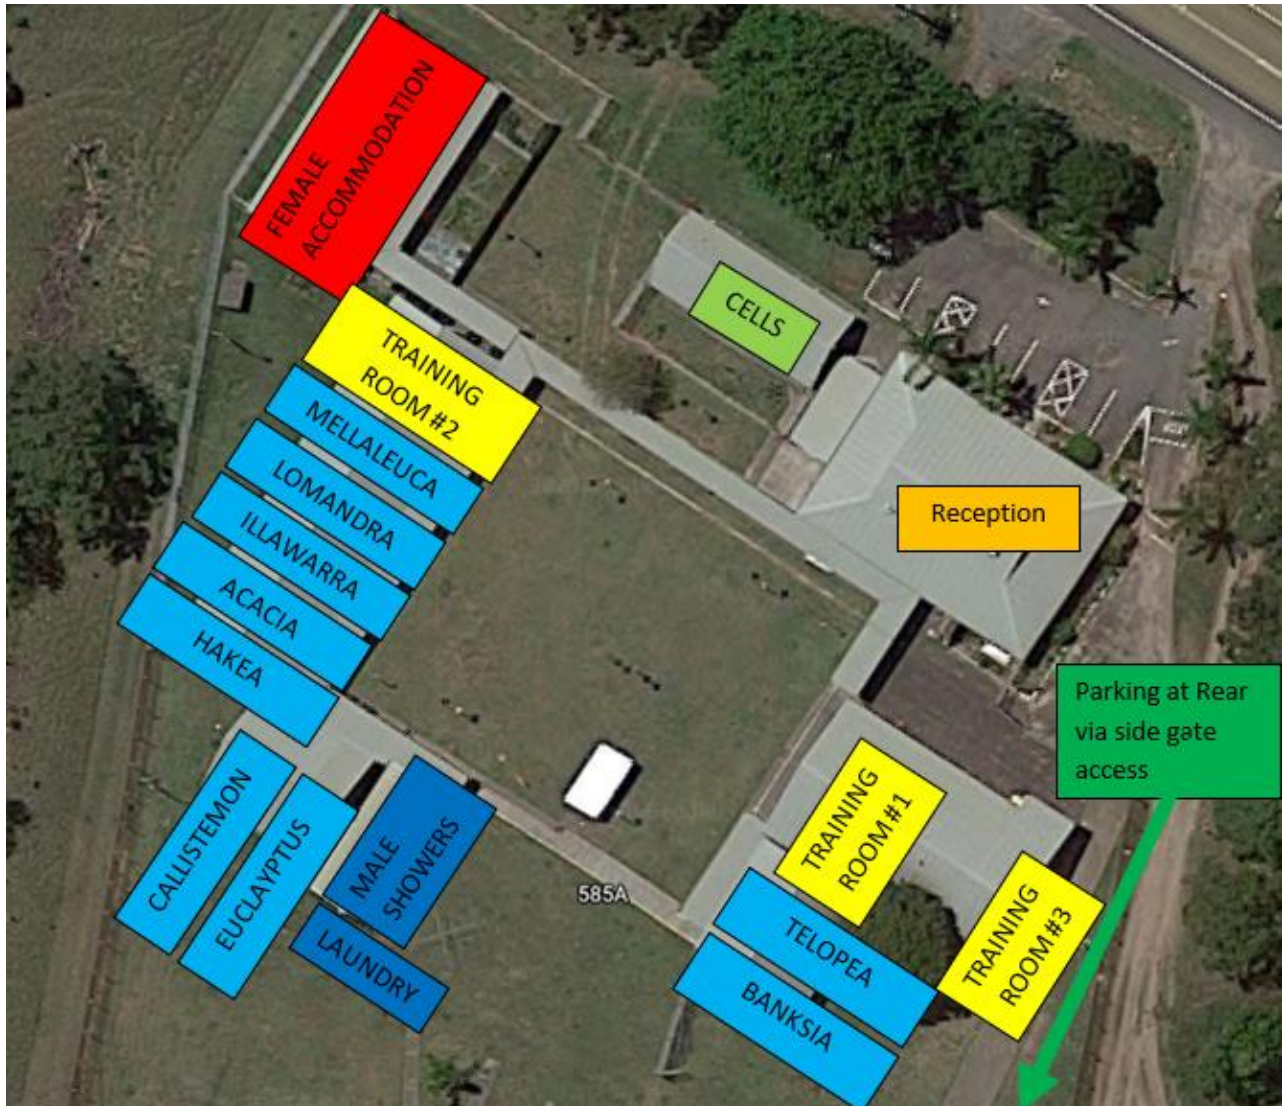 FEMALE
ACCOMMODATION
CELLS
TRAINING
ROOM #2
MELLALEUCA
LOMANDRA
ILLAWARRA
ACACIA
HAKEA
Reception
Parking at Rear
via side gate
access
CALLISTEMON
EUCLAYPTUS
MALE
SHOWERS
LAUNDRY
585A
TRAINING
ROOM #1
TELOPEA
BANKSIA
TRAINING
ROOM #3